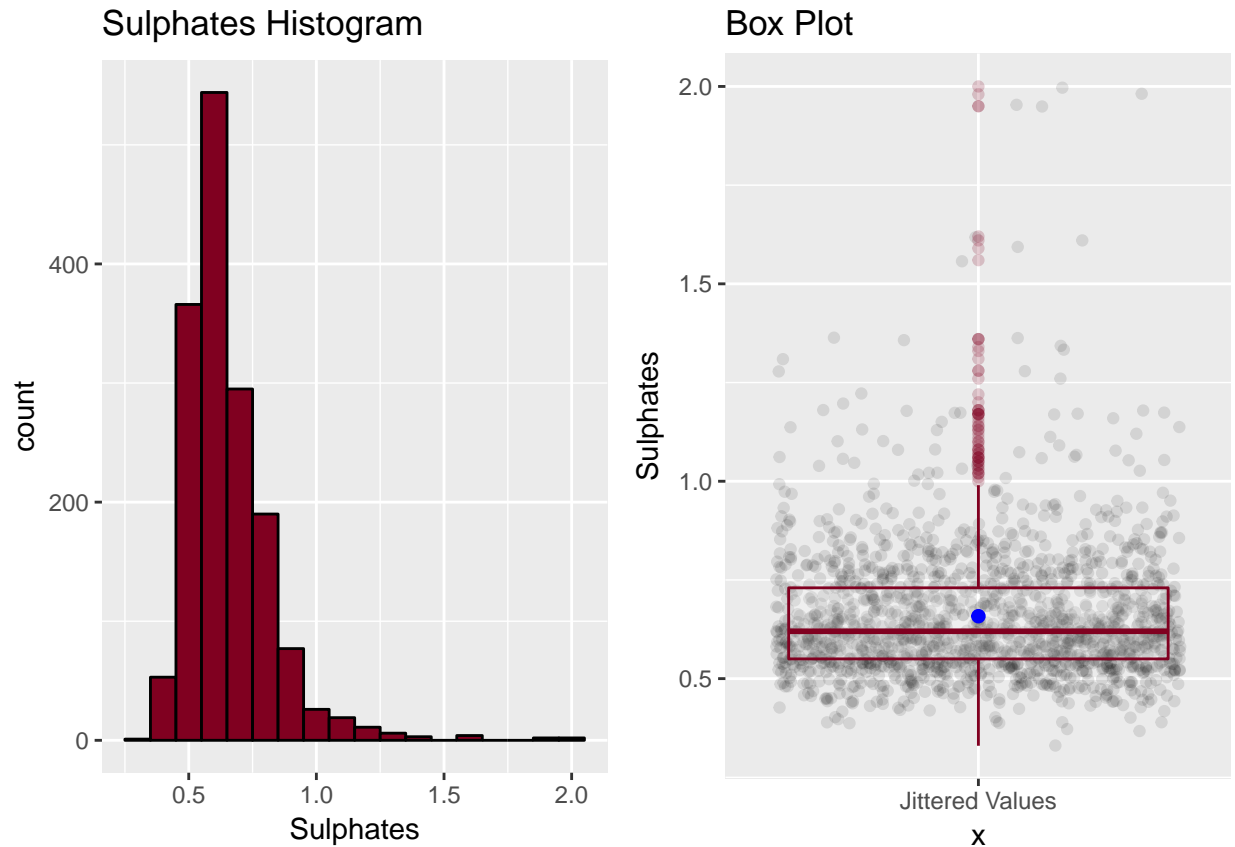 Sulphates Histogram
count
400
200
0
0.5 1.0 1.5 2.0
Sulphates
Box Plot
Sulphates
2.0
1.5
1.0
0.5
Jittered Values
x